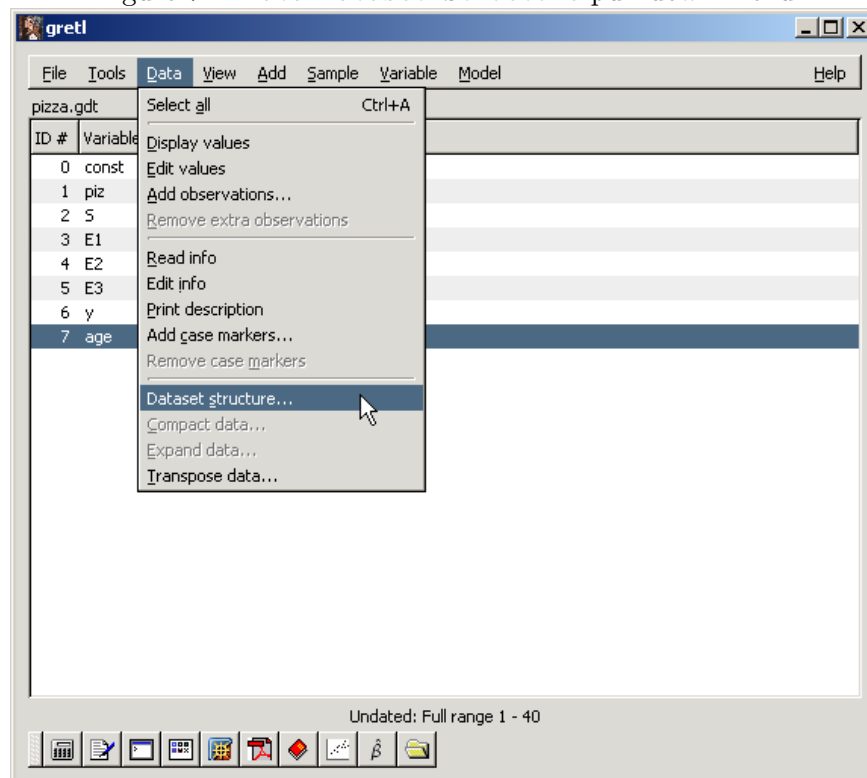 gretl
File Tools Data View Add Sample Variable Model Help
pizza.gdt
Select all Ctrl+A
ID # Variable
Display values
0 const
Edit values
1 piz
Add observations...
2 S
Remove extra observations
3 E1
4 E2
Read info
5 E3
Edit info
6 y
Print description
7 age
Add case markers...
Remove case markers
Dataset structure...
Compact data...
Expand data...
Transpose data...
Undated: Full range 1 - 40
β̂